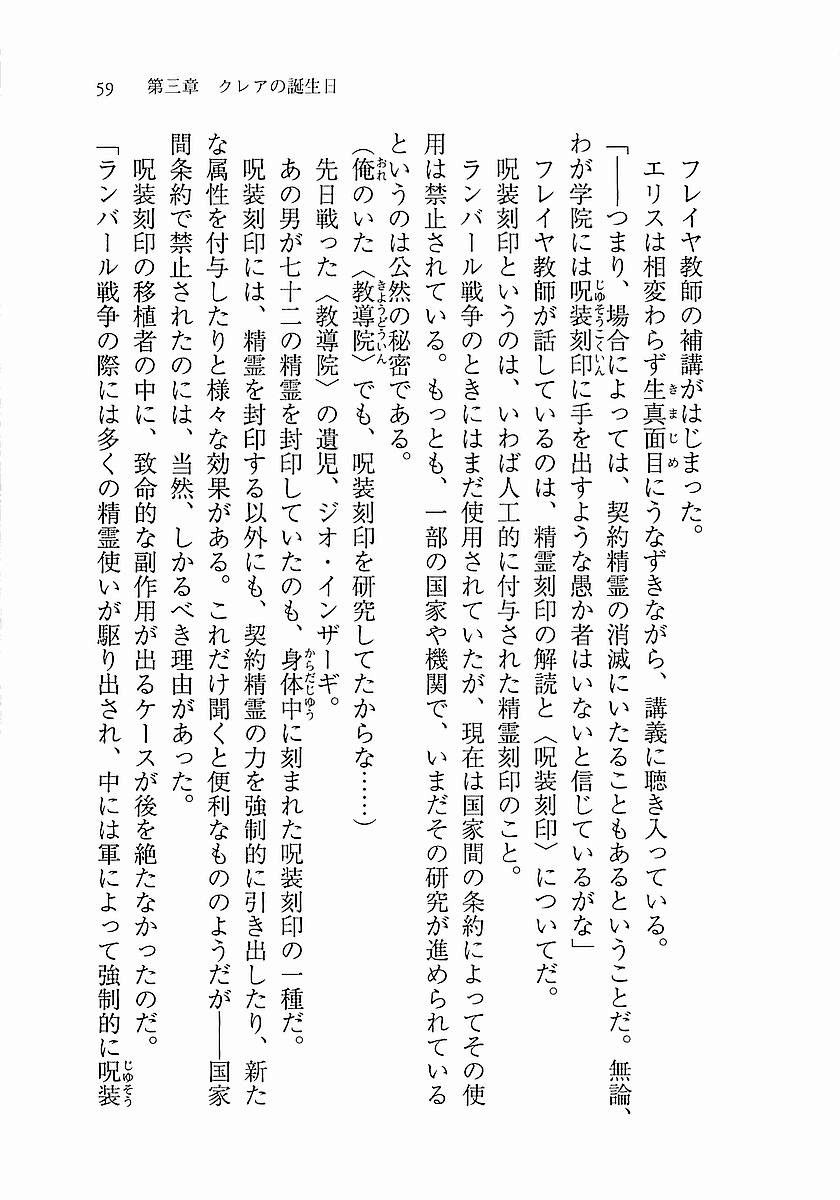 59　第三章　クレアの誕生日
フレイヤ教師の補講がはじまった。
エリスは相変わらず生真面目にうなずきながら、講義に聴き入っている。
「――つまり、場合によっては、契約精霊の消滅にいたることもあるということだ。無論、
わが学院には呪装刻印に手を出すような愚か者はいないと信じているがな」
フレイヤ教師が話しているのは、精霊刻印の解読と〈呪装刻印〉についてだ。
呪装刻印というのは、いわば人工的に付与された精霊刻印のこと。
ランバール戦争のときにはまだ使用されていたが、現在は国家間の条約によってその使
用は禁止されている。もっとも、一部の国家や機関で、いまだその研究が進められている
というのは公然の秘密である。
（俺のいた〈教導院〉でも、呪装刻印を研究してたからな……）
先日戦った〈教導院〉の遺児、ジオ・インザーギ。
あの男が七十二の精霊を封印していたのも、身体中に刻まれた呪装刻印の一種だ。
呪装刻印には、精霊を封印する以外にも、契約精霊の力を強制的に引き出したり、新た
な属性を付与したりと様々な効果がある。これだけ聞くと便利なもののようだが――国家
間条約で禁止されたのには、当然、しかるべき理由があった。
呪装刻印の移植者の中に、致命的な副作用が出るケースが後を絶たなかったのだ。
「ランバール戦争の際には多くの精霊使いが駆り出され、中には軍によって強制的に呪装